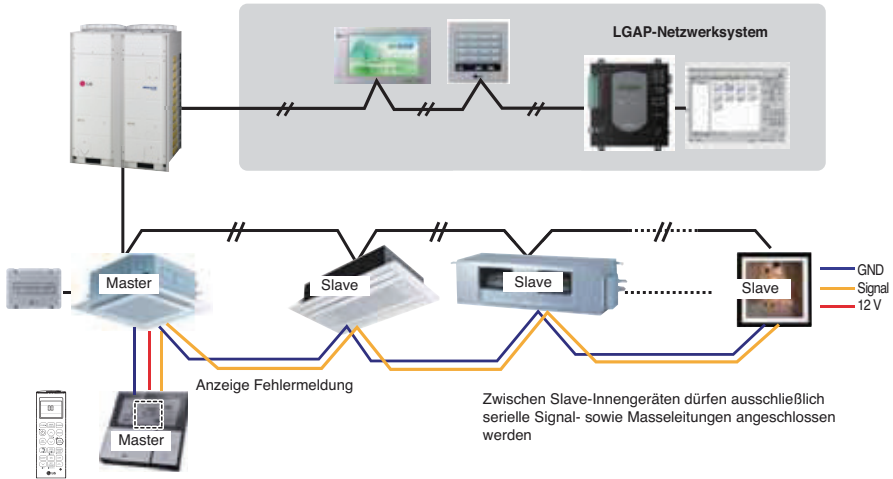 LGAP-Netzwerksystem
Master
Slave
Slave
Slave
GND
Signal
12 V
Anzeige Fehlermeldung
Master
Zwischen Slave-Innengeräten dürfen ausschließlich
serielle Signal- sowie Masseleitungen angeschlossen
werden